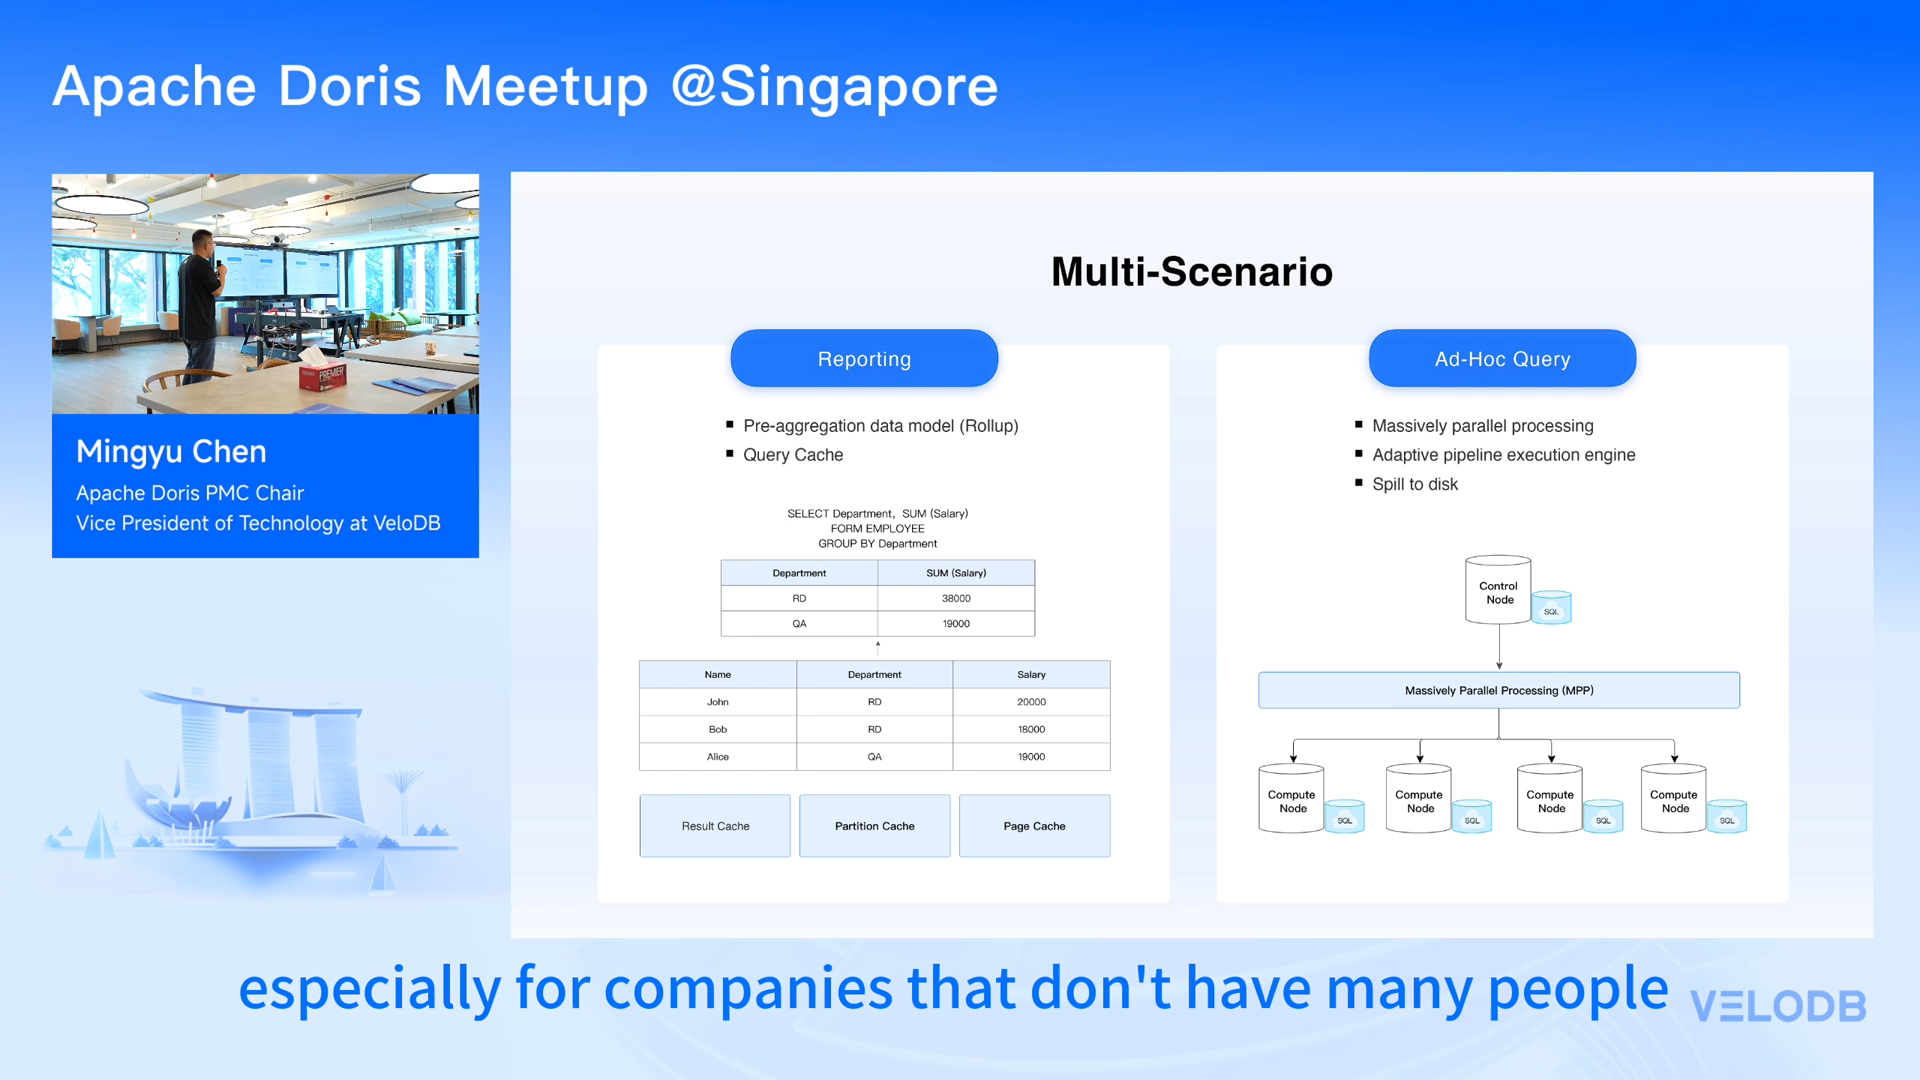 Apache Doris Meetup @Singapore
PREMIER
Mingyu Chen
Apache Doris PMC Chair
Vice President of Technology at VeloDB
Multi-Scenario
Reporting
Pre-aggregation data model (Rollup)
Query Cache
SELECT Department, SUM (Salary)
FORM EMPLOYEE
GROUP BY Department
Department SUM (Salary)
RD 38000
QA 19000
Name Department Salary
John RD 20000
Bob RD 18000
Alice QA 19000
Result Cache Partition Cache Page Cache
Ad-Hoc Query
Massively parallel processing
Adaptive pipeline execution engine
Spill to disk
Control
Node
SQL
Massively Parallel Processing (MPP)
Compute Node SQL
Compute Node SQL
Compute Node SQL
Compute Node SQL
especially for companies that don't have many people
VELODB